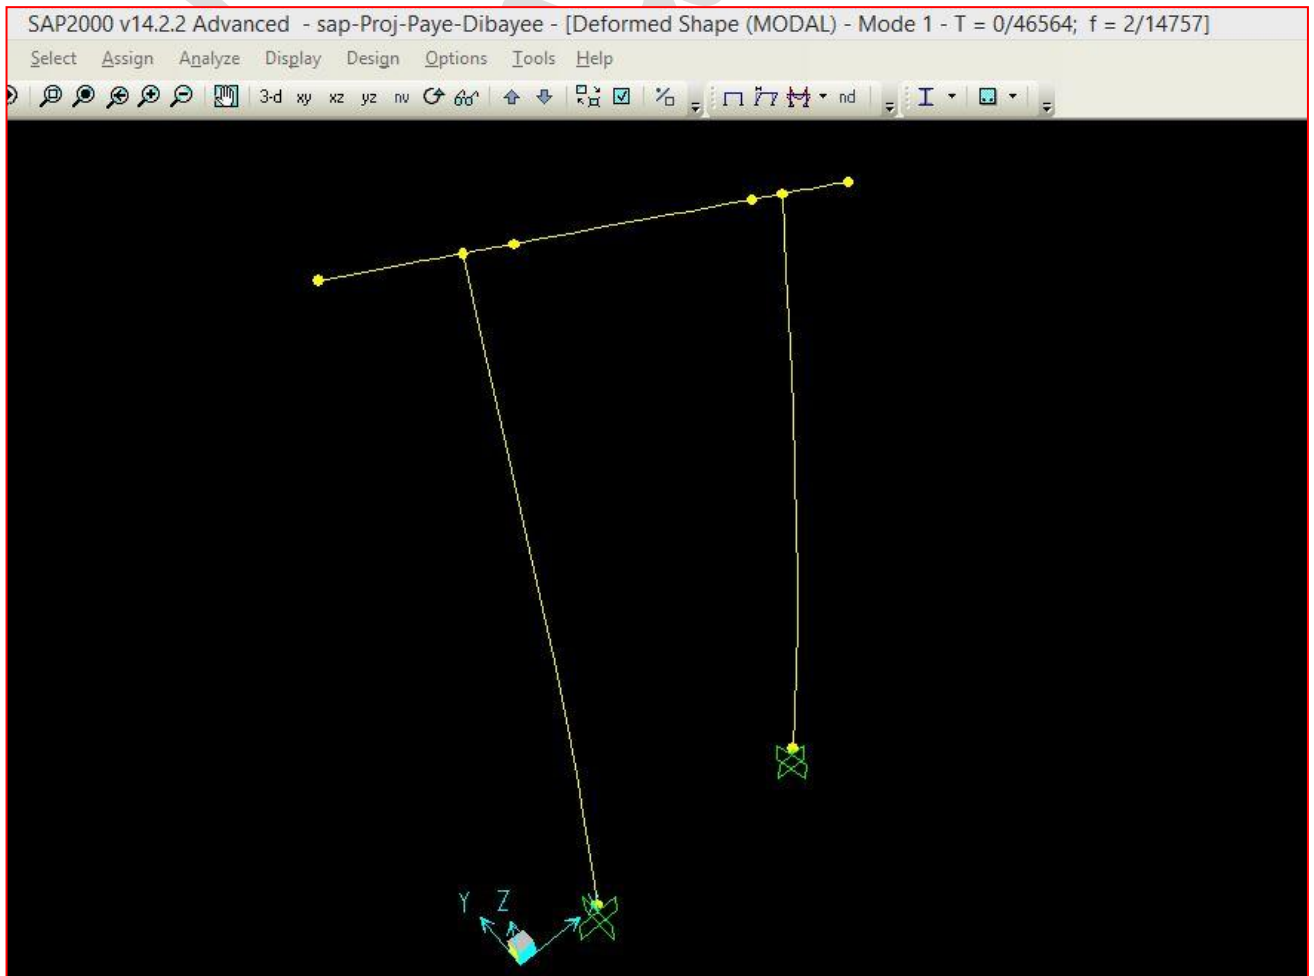 SAP2000 v14.2.2 Advanced - sap-Proj-Paye-Dibayee - [Deformed Shape (MODAL) - Mode 1 - T = 0/46564; f = 2/14757]
Select Assign Analyze Display Design Options Tools Help
3-d xy xz yz nv nd
Y Z